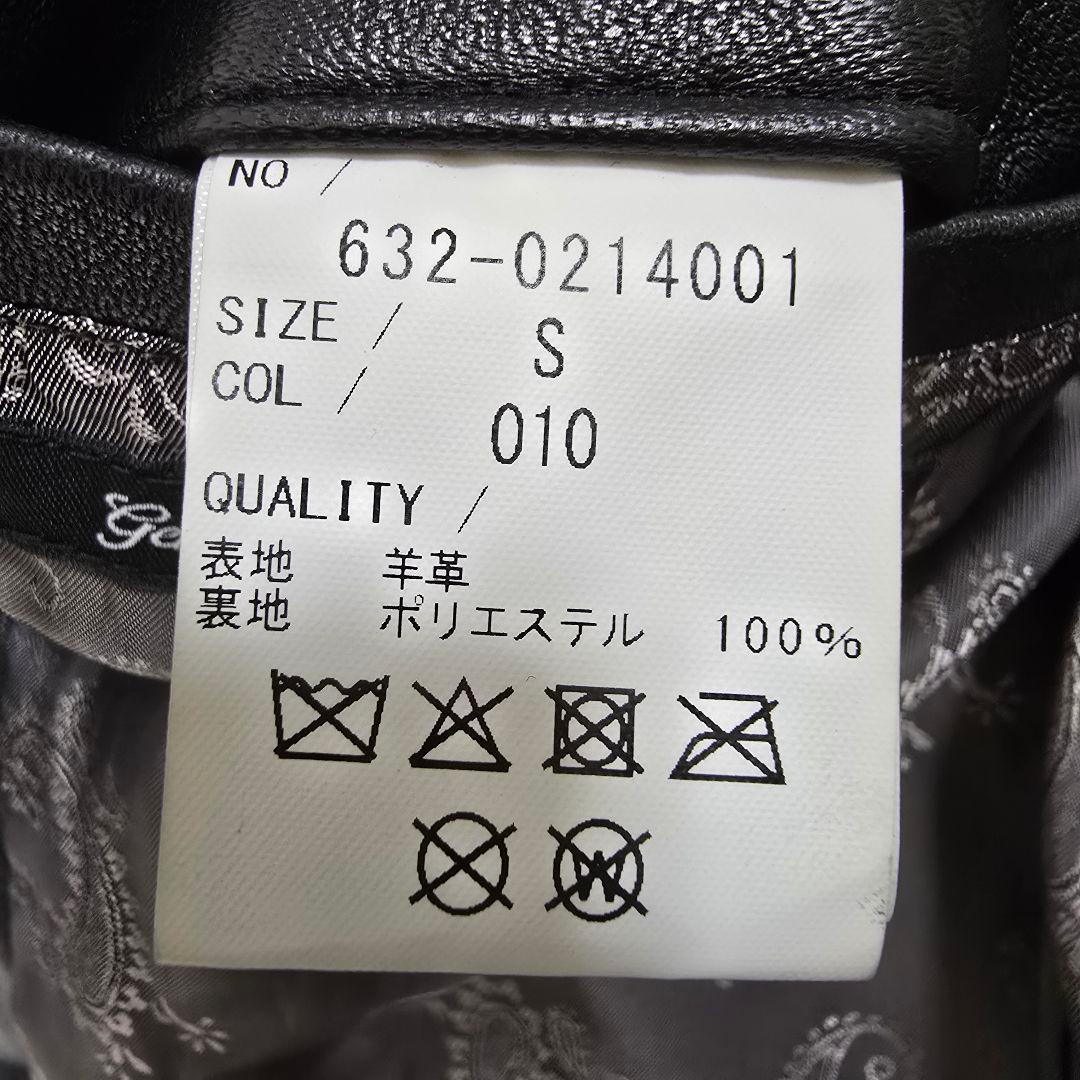 NO /
632-0214001
SIZE / S
COL / 010
QUALITY /
表地 羊革
裏地 ポリエステル 100%
W